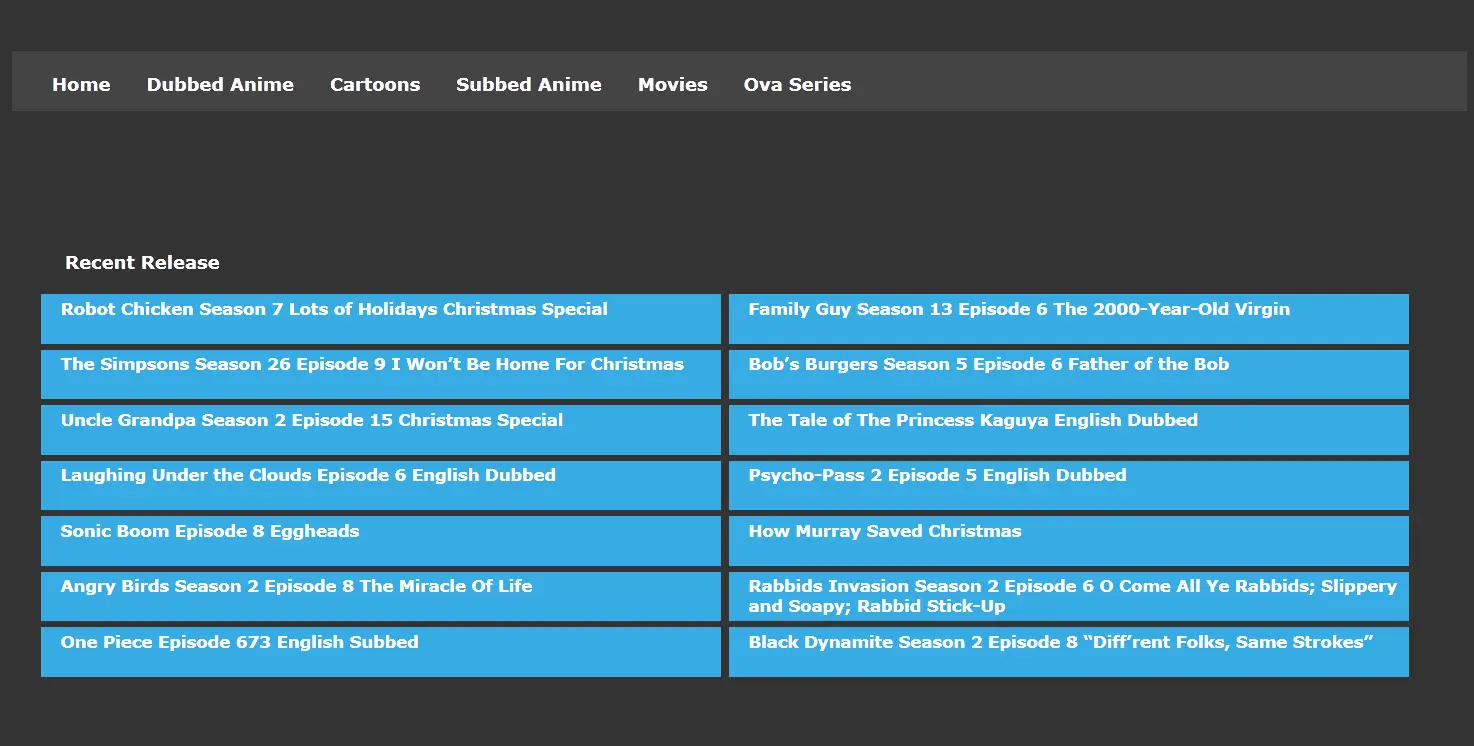 Home Dubbed Anime Cartoons Subbed Anime Movies Ova Series
Recent Release
Robot Chicken Season 7 Lots of Holidays Christmas Special
Family Guy Season 13 Episode 6 The 2000-Year-Old Virgin
The Simpsons Season 26 Episode 9 I Won’t Be Home For Christmas
Bob’s Burgers Season 5 Episode 6 Father of the Bob
Uncle Grandpa Season 2 Episode 15 Christmas Special
The Tale of The Princess Kaguya English Dubbed
Laughing Under the Clouds Episode 6 English Dubbed
Psycho-Pass 2 Episode 5 English Dubbed
Sonic Boom Episode 8 Eggheads
How Murray Saved Christmas
Angry Birds Season 2 Episode 8 The Miracle Of Life
Rabbids Invasion Season 2 Episode 6 O Come All Ye Rabbids; Slippery
and Soapy; Rabbid Stick-Up
One Piece Episode 673 English Subbed
Black Dynamite Season 2 Episode 8 “Diff’rent Folks, Same Strokes”